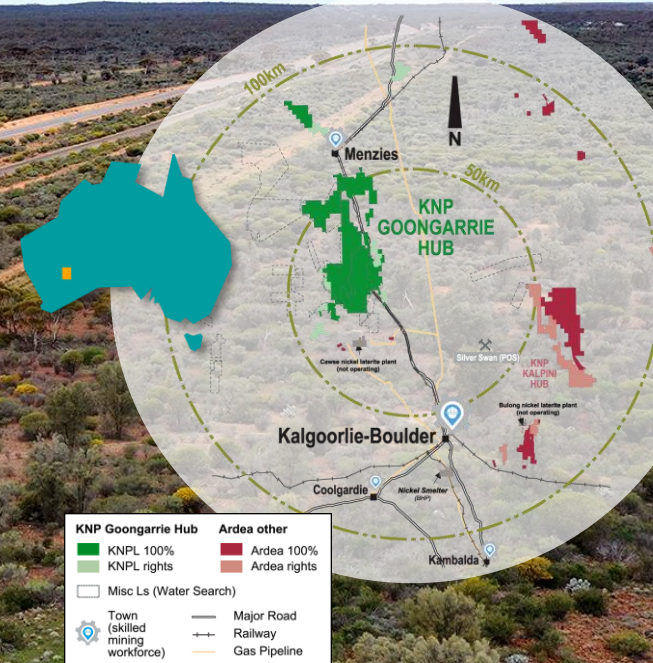 100km
N
Menzies
50km
KNP
GOONGARRIE
HUB
Cawse nickel laterite plant
(not operating)
Silver Swan (POS)
KNP
KALPINI
HUB
Bulong nickel laterite plant
(not operating)
Kalgoorlie-Boulder
Coolgardie
Nickel Smelter
(BHP)
Kambalda
KNP Goongarrie Hub
KNPL 100%
KNPL rights
Ardea other
Ardea 100%
Ardea rights
Misc Ls (Water Search)
Town
(skilled
mining
workforce)
Major Road
Railway
Gas Pipeline